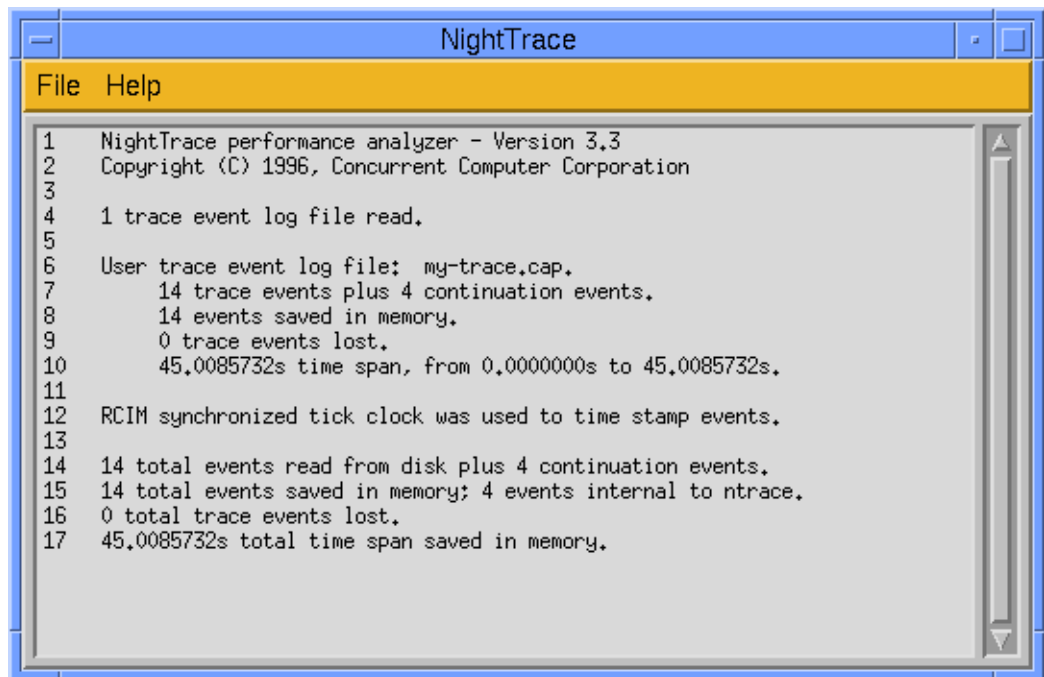 NightTrace
File Help
1 NightTrace performance analyzer - Version 3.3
2 Copyright (C) 1996, Concurrent Computer Corporation
3
4 1 trace event log file read.
5
6 User trace event log file: my-trace.cap.
7 14 trace events plus 4 continuation events.
8 14 events saved in memory.
9 0 trace events lost.
10 45.0085732s time span, from 0.0000000s to 45.0085732s.
11
12 RCIM synchronized tick clock was used to time stamp events.
13
14 14 total events read from disk plus 4 continuation events.
15 14 total events saved in memory; 4 events internal to ntrace.
16 0 total trace events lost.
17 45.0085732s total time span saved in memory.